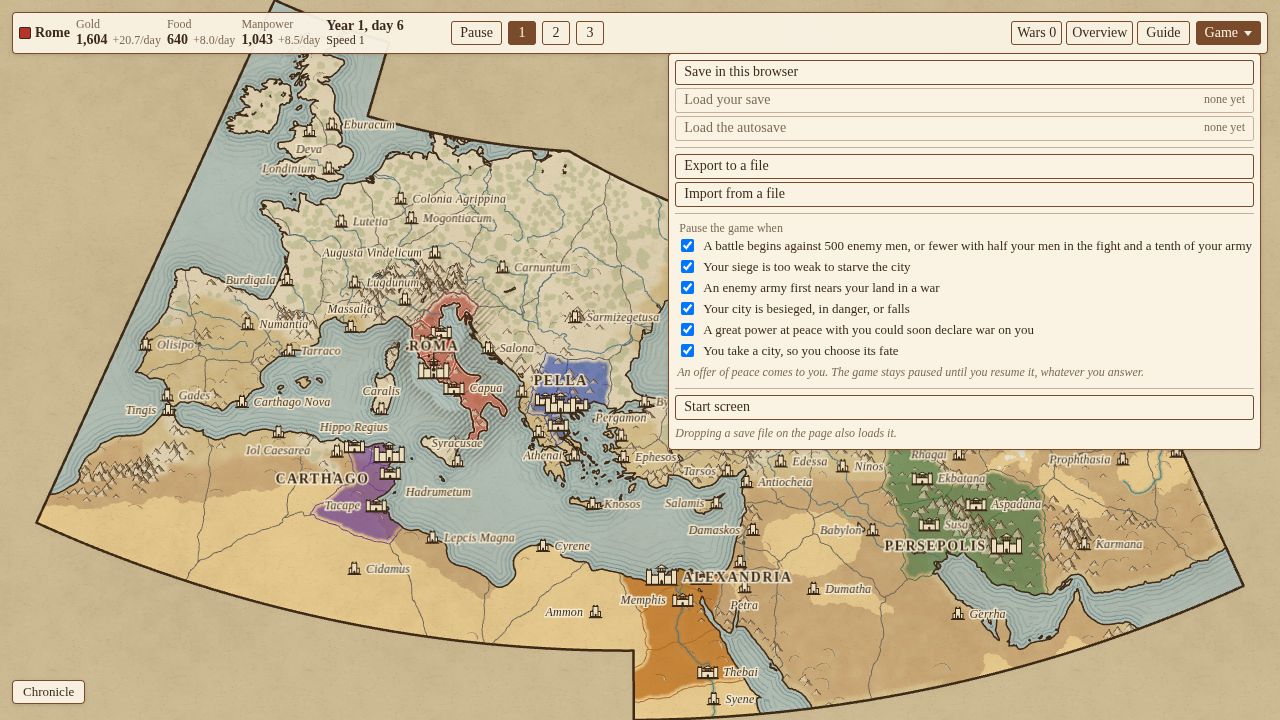 Rome
Gold
1,604 +20.7/day
Food
640 +8.0/day
Manpower
1,043 +8.5/day
Year 1, day 6
Speed 1
Pause
1
2
3
Wars 0
Overview
Guide
Game
Save in this browser
Load your save none yet
Load the autosave none yet
Export to a file
Import from a file
Pause the game when
A battle begins against 500 enemy men, or fewer with half your men in the fight and a tenth of your army
Your siege is too weak to starve the city
An enemy army first nears your land in a war
Your city is besieged, in danger, or falls
A great power at peace with you could soon declare war on you
You take a city, so you choose its fate
An offer of peace comes to you. The game stays paused until you resume it, whatever you answer.
Start screen
Dropping a save file on the page also loads it.
Eburacum
Deva
Londinium
Colonia Agrippina
Lutetia
Mogontiacum
Augusta Vindelicum
Carnuntum
Burdigala
Lugdunum
Massalia
Numantia
Sarmizegetusa
Olisipo
Tarraco
ROMA
Salona
PELLA
Gades
Carthago Nova
Caralis
Capua
By
Tingis
Pergamon
Hippo Regius
Iol Caesarea
Syracusae
Athenai
Ephesos
Tarsos
Edessa
Ninos
Rhagai
Prophthasia
CARTHAGO
Hadrumetum
Antiocheia
Ekbatana
Tacape
Knosos
Salamis
Aspadana
Lepcis Magna
Damaskos
Babylon
Susa
Cyrene
PERSEPOLIS
Karmana
Cidamus
ALEXANDRIA
Memphis
Petra
Dumatha
Ammon
Gerrha
Thebai
Syene
Chronicle